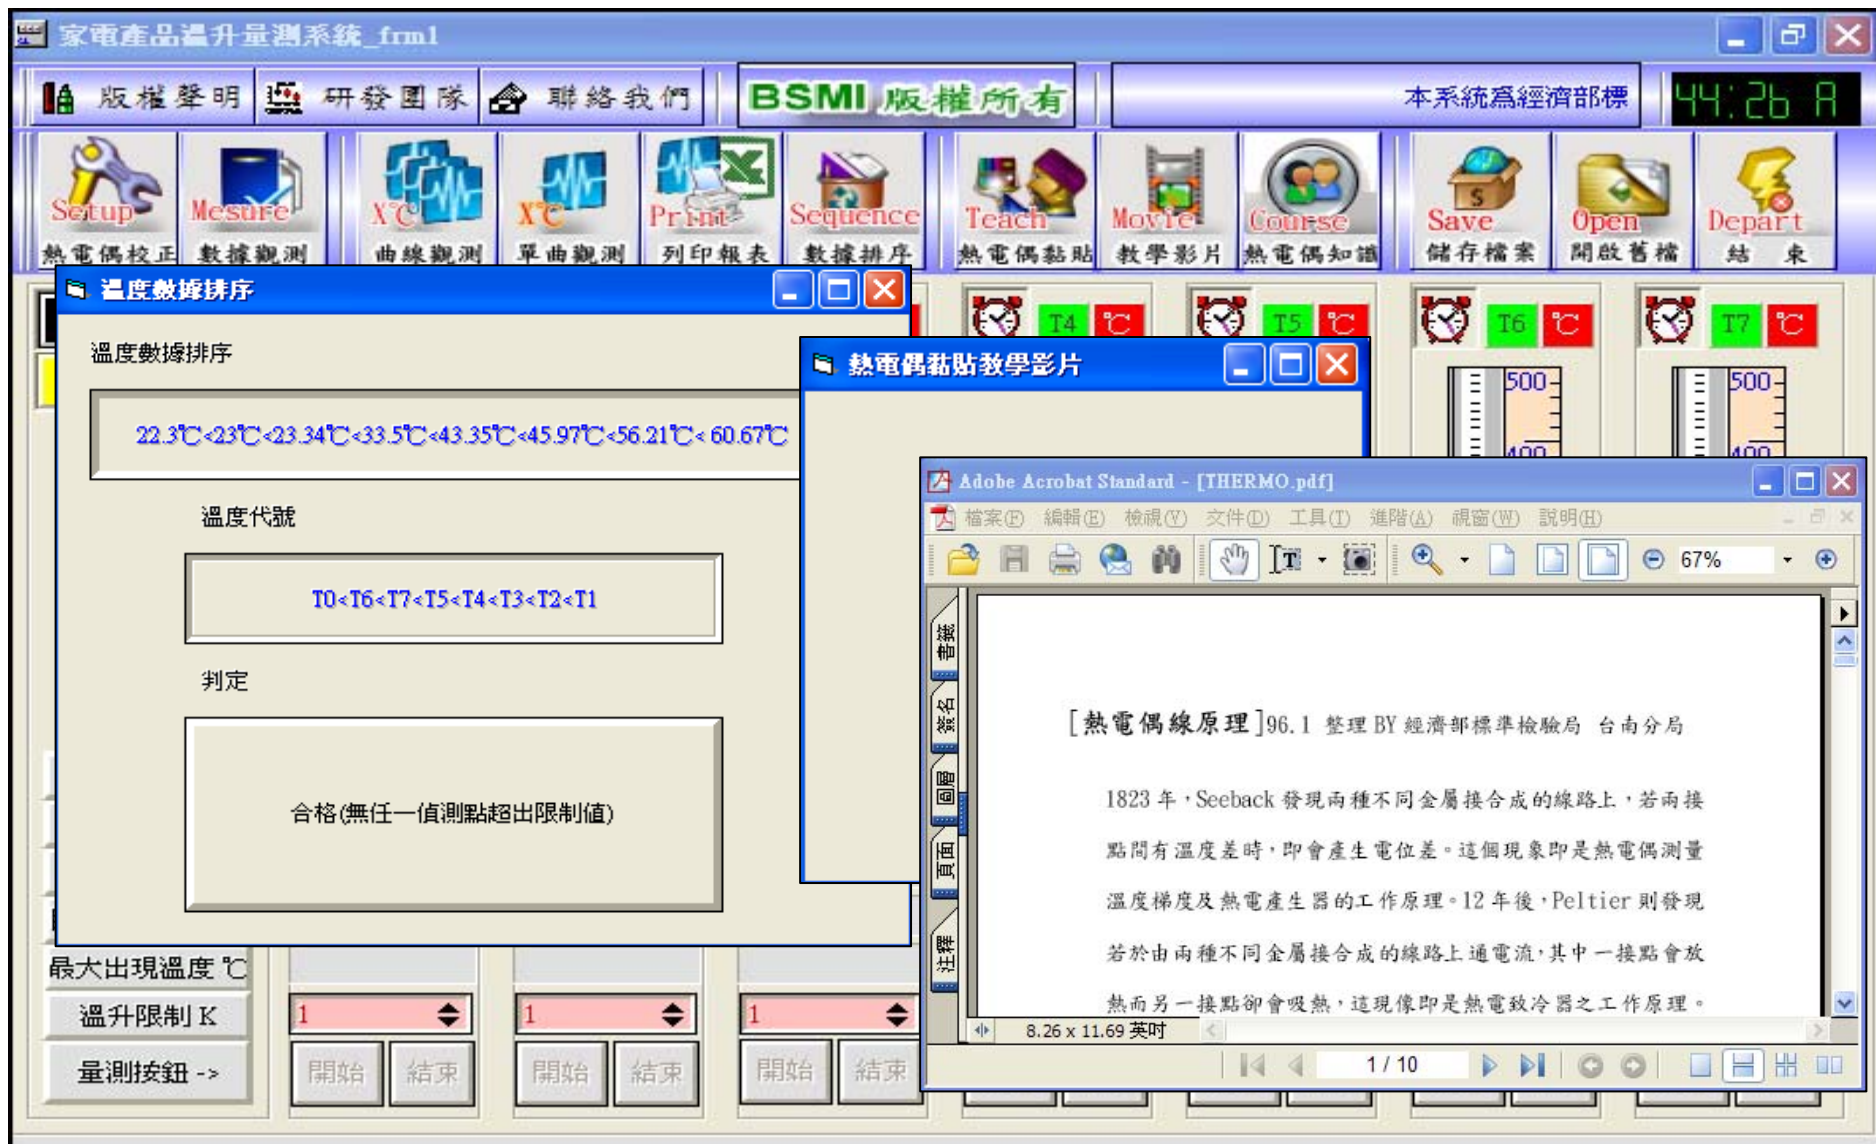 家電產品溫升量測系統_frm1
版權聲明 研發團隊 聯絡我們 BSMI 版權所有 本系統為經濟部標 44:26 A
Setup Mesure X℃ X℃ Print Sequence Teach Movie Course Save Open Depart
熱電偶校正 數據觀測 曲線觀測 單曲觀測 列印報表 數據排序 熱電偶黏貼 教學影片 熱電偶知識 儲存檔案 開啟舊檔 結 束
溫度數據排序
T4 ℃ T5 ℃ T6 ℃ T7 ℃
溫度數據排序
熱電偶黏貼教學影片
500 500
22.3℃<23℃<23.34℃<33.5℃<43.35℃<45.97℃<56.21℃< 60.67℃
400 400
Adobe Acrobat Standard - [THERMO.pdf]
溫度代號
檔案(F) 編輯(E) 檢視(V) 文件(D) 工具(T) 進階(A) 視窗(W) 說明(H)
67%
T0<T6<T7<T5<T4<T3<T2<T1
書籤
簽名
圖層
頁面
注釋
判定
合格(無任一偵測點超出限制值)
[熱電偶線原理]96.1 整理 BY 經濟部標準檢驗局 台南分局
1823 年，Seeback 發現兩種不同金屬接合成的線路上，若兩接
點間有溫度差時，即會產生電位差。這個現象即是熱電偶測量
溫度梯度及熱電產生器的工作原理。12 年後，Peltier 則發現
若於由兩種不同金屬接合成的線路上通電流，其中一接點會放
熱而另一接點卻會吸熱，這現像即是熱電致冷器之工作原理。
8.26 x 11.69 英吋
1 / 10
最大出現溫度 ℃
溫升限制 K 1 1 1
量測按鈕 -> 開始 結束 開始 結束 開始 結束